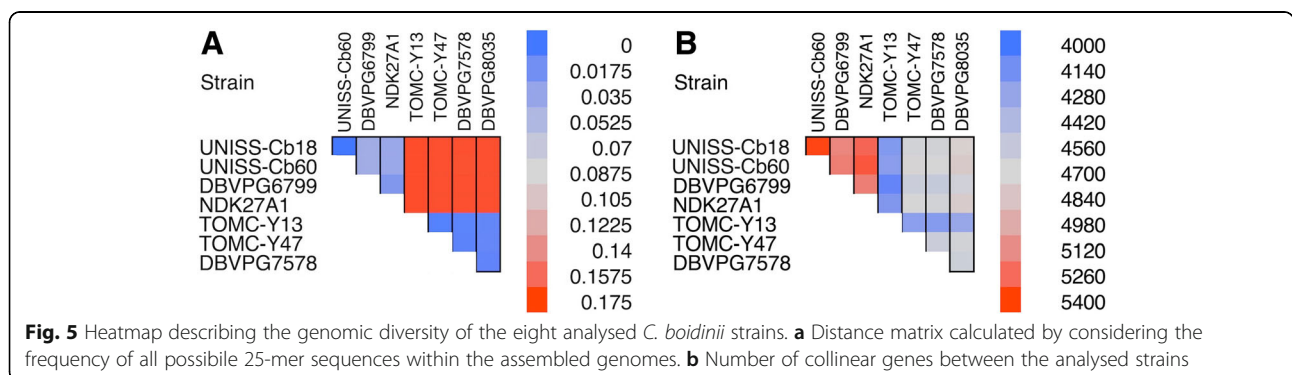 A
Strain
UNISS-Cb60
DBVPG6799
NDK27A1
TOMC-Y13
TOMC-Y47
DBVPG7578
DBVPG8035
UNISS-Cb18
UNISS-Cb60
DBVPG6799
NDK27A1
TOMC-Y13
TOMC-Y47
DBVPG7578
0
0.0175
0.035
0.0525
0.07
0.0875
0.105
0.1225
0.14
0.1575
0.175
B
Strain
UNISS-Cb60
DBVPG6799
NDK27A1
TOMC-Y13
TOMC-Y47
DBVPG7578
DBVPG8035
UNISS-Cb18
UNISS-Cb60
DBVPG6799
NDK27A1
TOMC-Y13
TOMC-Y47
DBVPG7578
4000
4140
4280
4420
4560
4700
4840
4980
5120
5260
5400
Fig. 5 Heatmap describing the genomic diversity of the eight analysed C. boidinii strains. a Distance matrix calculated by considering the
frequency of all possibile 25-mer sequences within the assembled genomes. b Number of collinear genes between the analysed strains